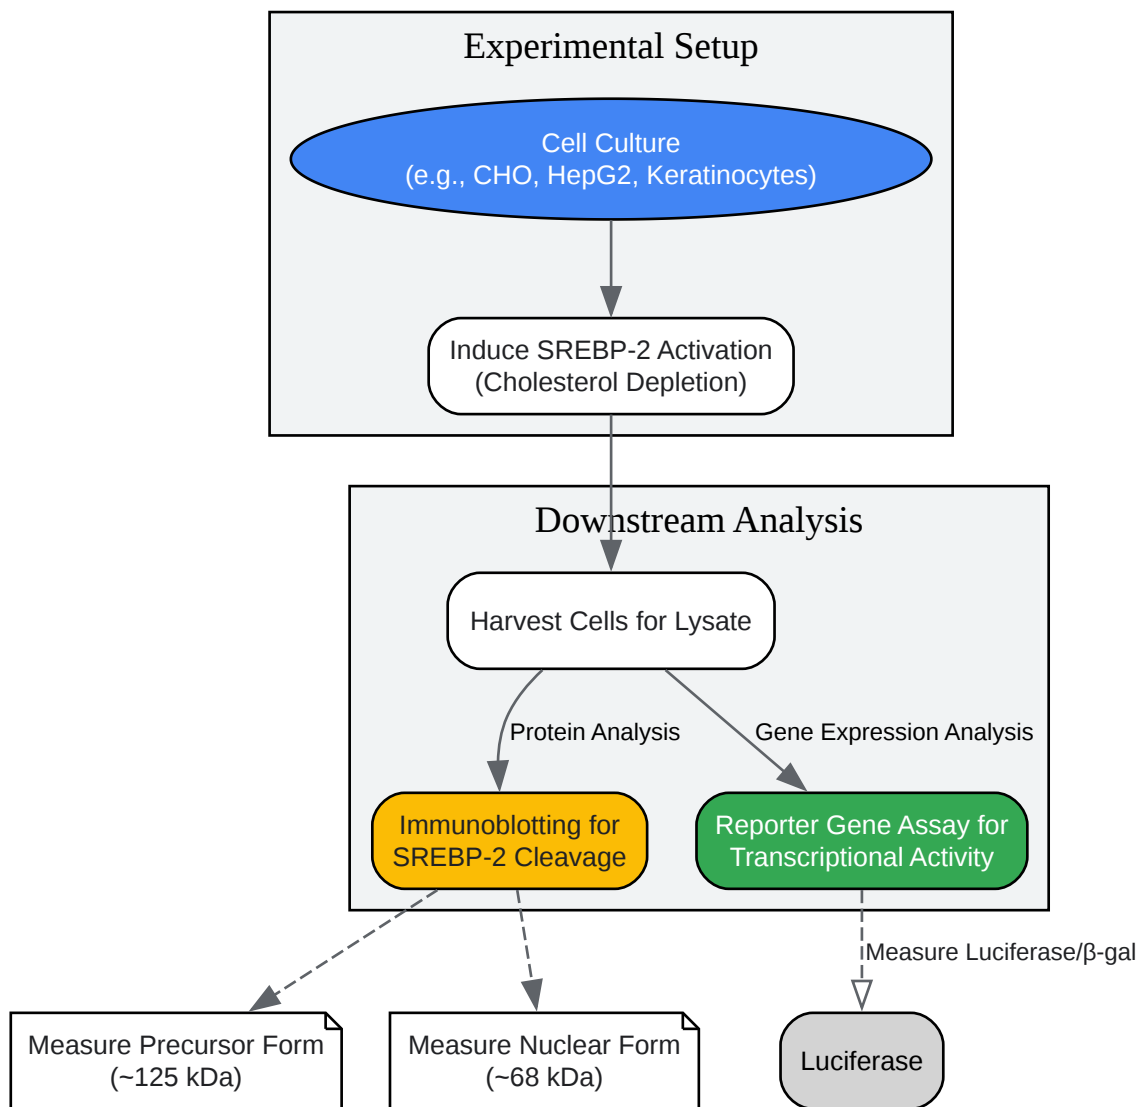 Experimental Setup
Cell Culture
(e.g., CHO, HepG2, Keratinocytes)
Induce SREBP-2 Activation
(Cholesterol Depletion)
Downstream Analysis
Harvest Cells for Lysate
Protein Analysis
Gene Expression Analysis
Immunoblotting for
SREBP-2 Cleavage
Reporter Gene Assay for
Transcriptional Activity
Measure Luciferase/β-gal
Measure Precursor Form
(~125 kDa)
Measure Nuclear Form
(~68 kDa)
Luciferase